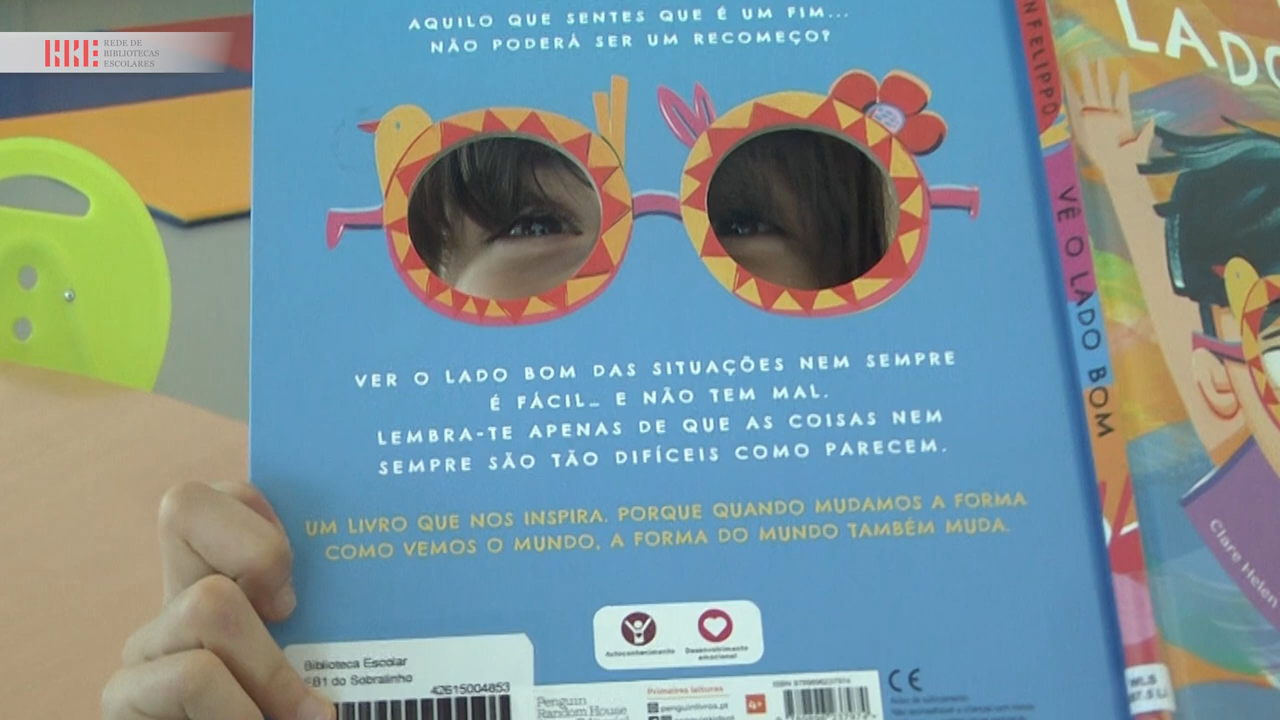 REDE DE
BIBLIOTECAS
ESCOLARES
AQUILO QUE SENTES QUE É UM FIM...
NÃO PODERÁ SER UM RECOMEÇO?
VER O LADO BOM DAS SITUAÇÕES NEM SEMPRE
É FÁCIL... E NÃO TEM MAL.
LEMBRA-TE APENAS DE QUE AS COISAS NEM
SEMPRE SÃO TÃO DIFÍCEIS COMO PARECEM.
UM LIVRO QUE NOS INSPIRA. PORQUE QUANDO MUDAMOS A FORMA
COMO VEMOS O MUNDO, A FORMA DO MUNDO TAMBÉM MUDA.
Autoconhecimento
Desenvolvimento
emocional
Biblioteca Escolar
EB1 do Sobralinho
42615004853
Penguin
Random House
Primeiras leituras
penguinlivros.pt
4+
ISBN
CE
NFELIPPO
VÊ O LADO BOM
LADO
Clare Helen